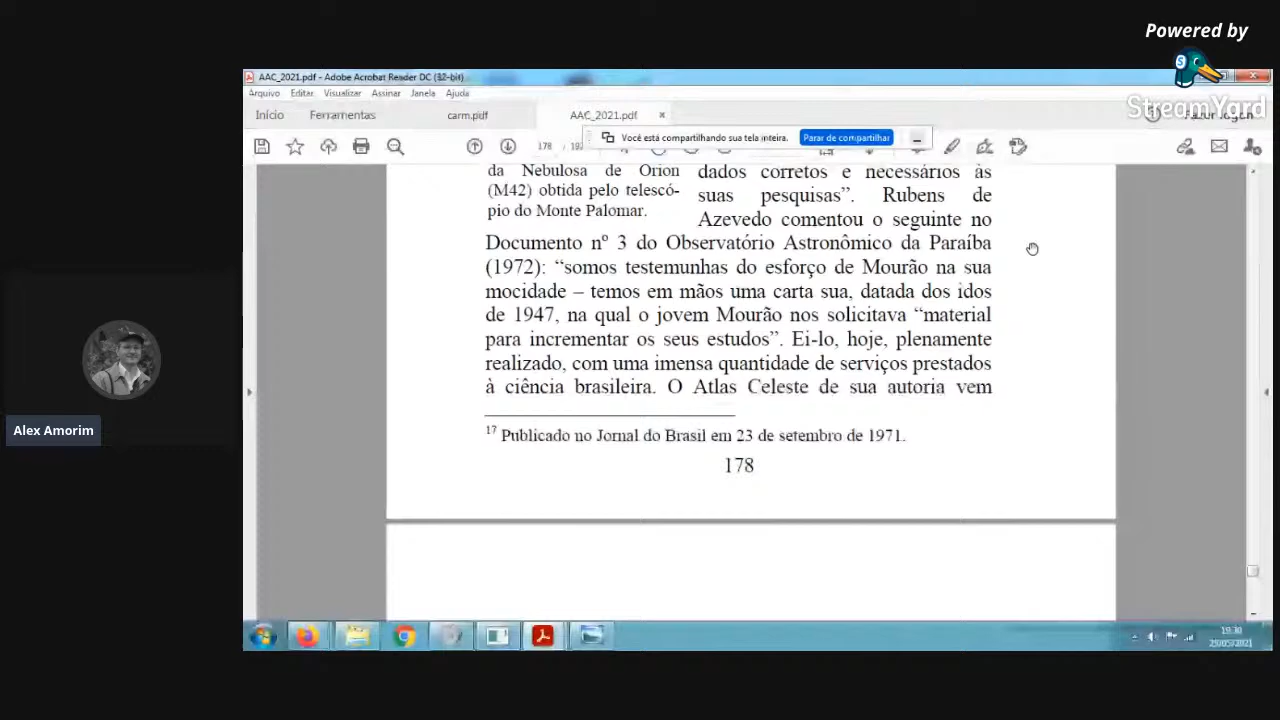 Powered by
StreamYard
AAC_2021.pdf - Adobe Acrobat Reader DC (32-bit)
Arquivo Editar Visualizar Assinar Janela Ajuda
Início Ferramentas carm.pdf AAC_2021.pdf ×
Você está compartilhando sua tela inteira. Parar de compartilhar
178
da Nebulosa de Orion
(M42) obtida pelo telescó-
pio do Monte Palomar.
dados corretos e necessários às
suas pesquisas”. Rubens de
Azevedo comentou o seguinte no
Documento nº 3 do Observatório Astronômico da Paraíba
(1972): “somos testemunhas do esforço de Mourão na sua
mocidade – temos em mãos uma carta sua, datada dos idos
de 1947, na qual o jovem Mourão nos solicitava “material
para incrementar os seus estudos”. Ei-lo, hoje, plenamente
realizado, com uma imensa quantidade de serviços prestados
à ciência brasileira. O Atlas Celeste de sua autoria vem
17 Publicado no Jornal do Brasil em 23 de setembro de 1971.
178
Alex Amorim
19:30
25/05/2021